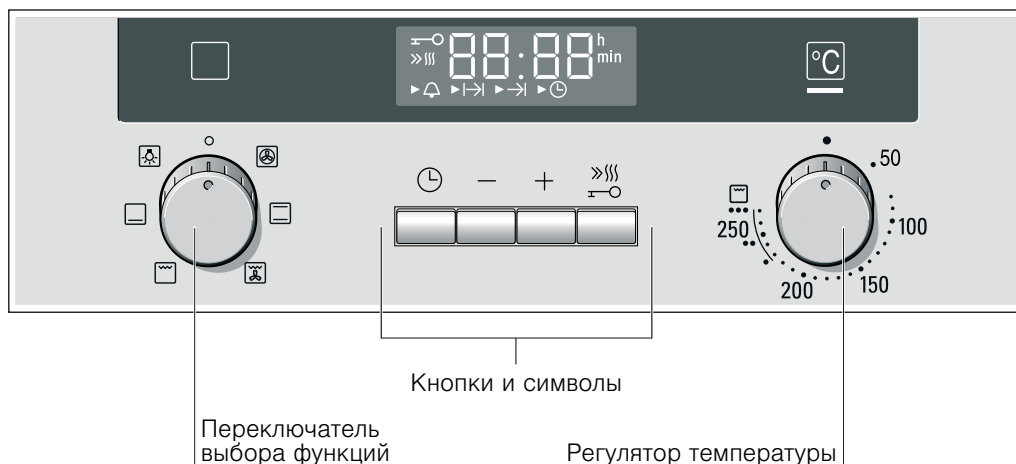 88:88 h
min
°C
50
100
150
200
250
− +
Кнопки и символы
Переключатель
выбора функций
Регулятор температуры